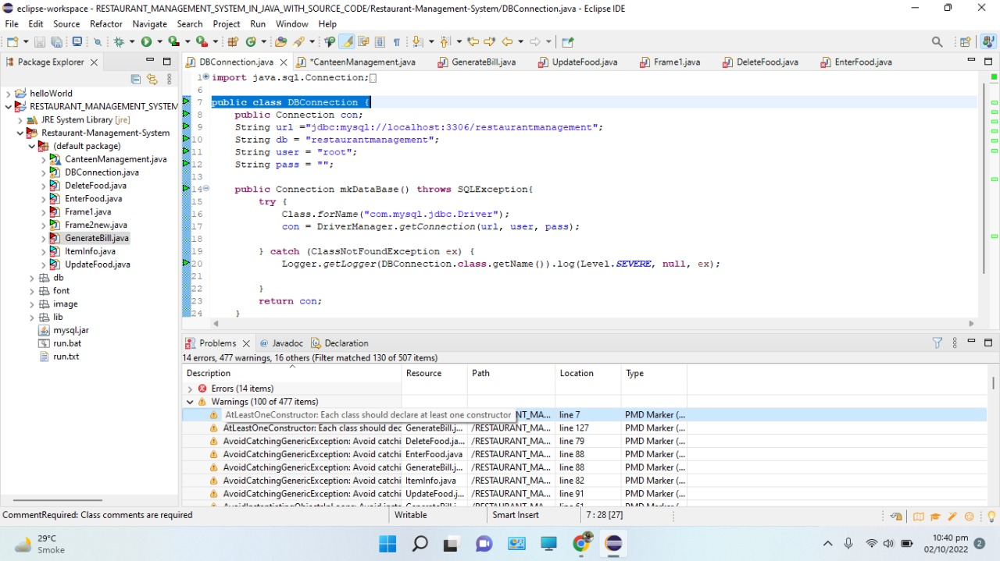 eclipse-workspace - RESTAURANT_MANAGEMENT_SYSTEM_IN_JAVA_WITH_SOURCE_CODE/Restaurant-Management-System/DBConnection.java - Eclipse IDE
File Edit Source Refactor Navigate Search Project Run Window Help
Package Explorer
DBConnection.java *CanteenManagement.java GenerateBill.java UpdateFood.java Frame1.java DeleteFood.java EnterFood.java
helloWorld
RESTAURANT_MANAGEMENT_SYSTEM
JRE System Library [jre]
Restaurant-Management-System
(default package)
CanteenManagement.java
DBConnection.java
DeleteFood.java
EnterFood.java
Frame1.java
Frame2new.java
GenerateBill.java
ItemInfo.java
UpdateFood.java
db
font
image
lib
mysql.jar
run.bat
run.txt
1 import java.sql.Connection;
6
7 public class DBConnection {
8 public Connection con;
9 String url ="jdbc:mysql://localhost:3306/restaurantmanagement";
10 String db = "restaurantmanagement";
11 String user = "root";
12 String pass = "";
13
14 public Connection mkDataBase() throws SQLException{
15 try {
16 Class.forName("com.mysql.jdbc.Driver");
17 con = DriverManager.getConnection(url, user, pass);
18
19 } catch (ClassNotFoundException ex) {
20 Logger.getLogger(DBConnection.class.getName()).log(Level.SEVERE, null, ex);
21
22 }
23 return con;
24 }
Problems @ Javadoc Declaration
14 errors, 477 warnings, 16 others (Filter matched 130 of 507 items)
Description Resource Path Location Type
Errors (14 items)
Warnings (100 of 477 items)
AtLeastOneConstructor: Each class should declare at least one constructor NT_MA... line 7 PMD Marker (...
AtLeastOneConstructor: Each class should dec GenerateBill.j... /RESTAURANT_MA... line 127 PMD Marker (...
AvoidCatchingGenericException: Avoid catchi DeleteFood.ja... /RESTAURANT_MA... line 79 PMD Marker (...
AvoidCatchingGenericException: Avoid catchi EnterFood.java /RESTAURANT_MA... line 88 PMD Marker (...
AvoidCatchingGenericException: Avoid catchi GenerateBill.j... /RESTAURANT_MA... line 88 PMD Marker (...
AvoidCatchingGenericException: Avoid catchi ItemInfo.java /RESTAURANT_MA... line 82 PMD Marker (...
AvoidCatchingGenericException: Avoid catchi UpdateFood.j... /RESTAURANT_MA... line 91 PMD Marker (...
CommentRequired: Class comments are required Writable Smart Insert 7 : 28 [27]
29°C
Smoke
10:40 pm
02/10/2022
2